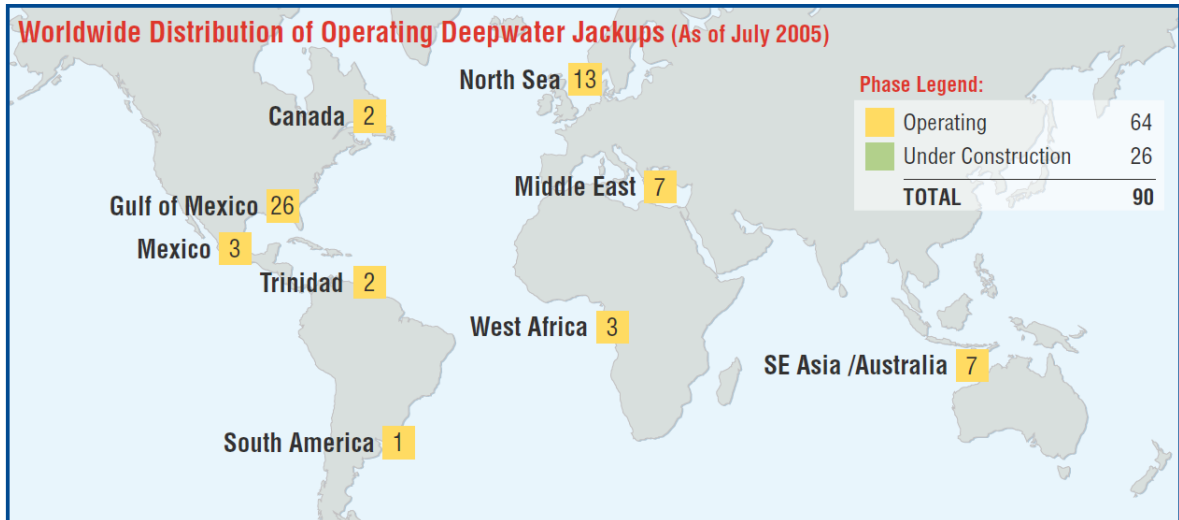 Worldwide Distribution of Operating Deepwater Jackups (As of July 2005)
North Sea 13
Phase Legend:
Canada 2
Operating 64
Under Construction 26
TOTAL 90
Middle East 7
Gulf of Mexico 26
Mexico 3
Trinidad 2
West Africa 3
SE Asia /Australia 7
South America 1